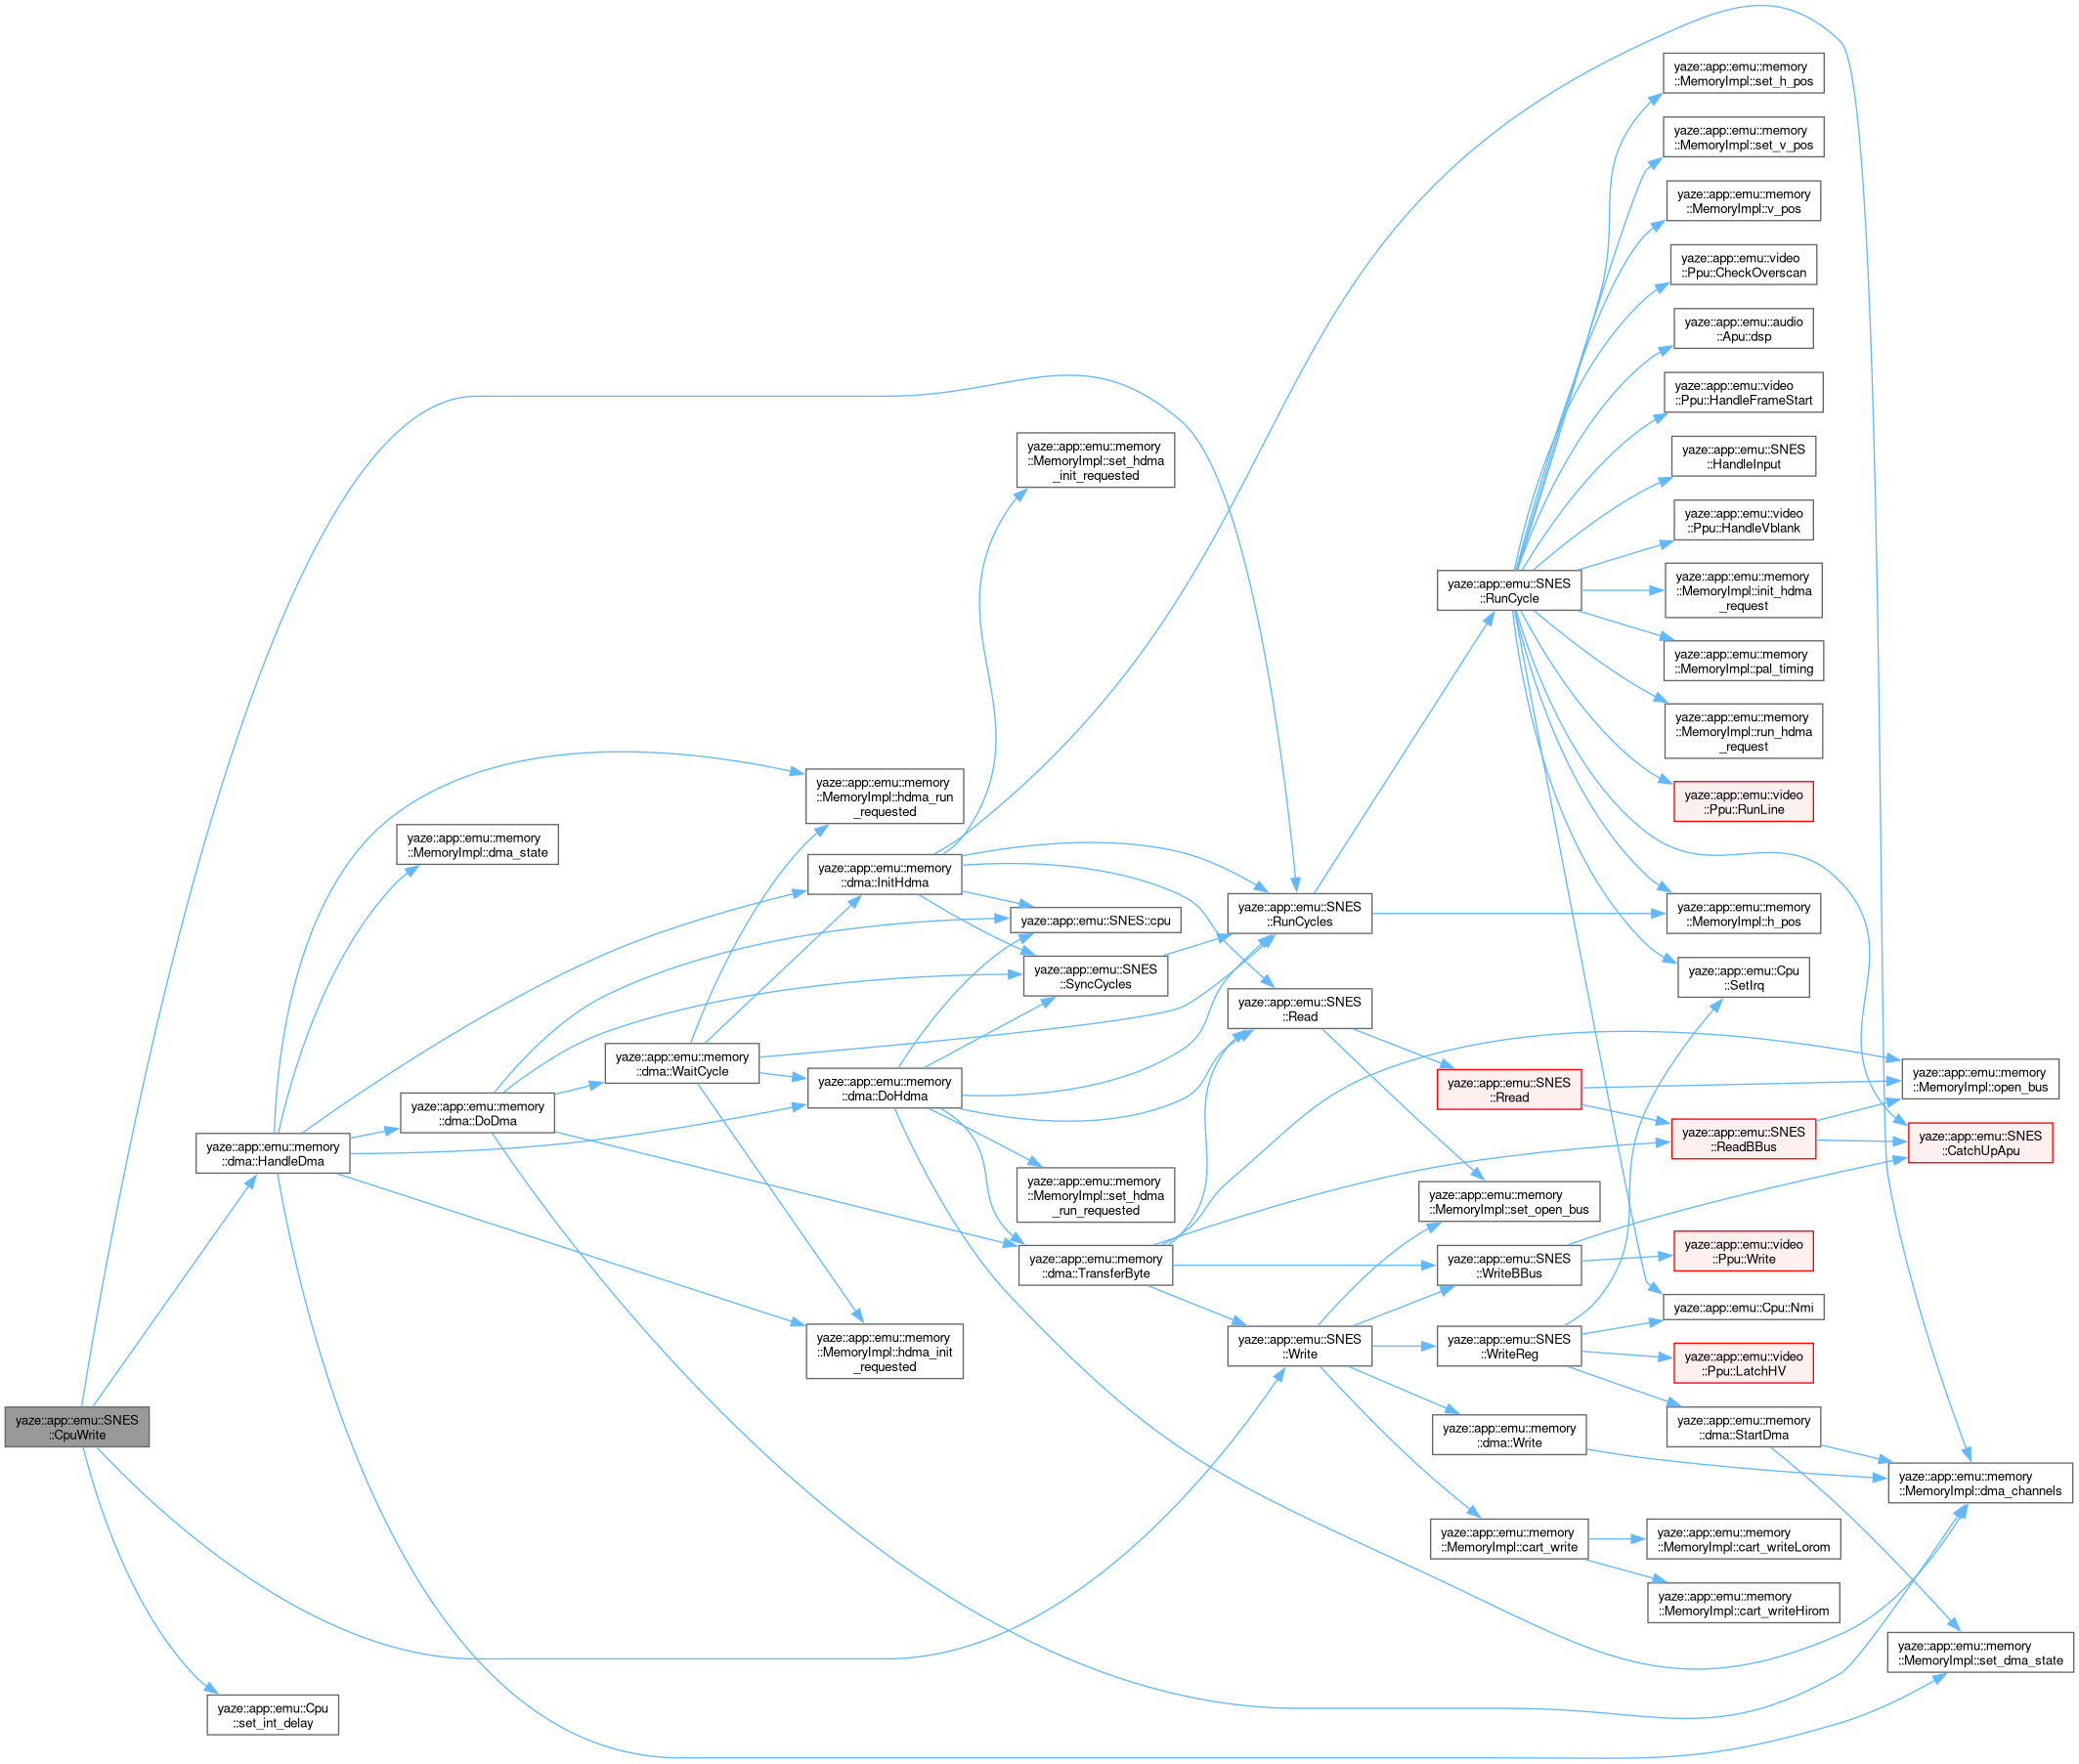 yaze::app::emu::SNES
::CpuWrite
yaze::app::emu::memory
::dma::HandleDma
yaze::app::emu::Cpu
::set_int_delay
yaze::app::emu::memory
::MemoryImpl::dma_state
yaze::app::emu::memory
::dma::DoDma
yaze::app::emu::memory
::dma::WaitCycle
yaze::app::emu::memory
::MemoryImpl::hdma_run
_requested
yaze::app::emu::memory
::dma::InitHdma
yaze::app::emu::memory
::dma::DoHdma
yaze::app::emu::memory
::MemoryImpl::hdma_init
_requested
yaze::app::emu::memory
::MemoryImpl::set_hdma
_init_requested
yaze::app::emu::SNES::cpu
yaze::app::emu::SNES
::SyncCycles
yaze::app::emu::memory
::MemoryImpl::set_hdma
_run_requested
yaze::app::emu::memory
::dma::TransferByte
yaze::app::emu::SNES
::RunCycles
yaze::app::emu::SNES
::Read
yaze::app::emu::SNES
::Write
yaze::app::emu::SNES
::RunCycle
yaze::app::emu::SNES
::Rread
yaze::app::emu::memory
::MemoryImpl::set_open_bus
yaze::app::emu::SNES
::WriteBBus
yaze::app::emu::SNES
::WriteReg
yaze::app::emu::memory
::dma::Write
yaze::app::emu::memory
::MemoryImpl::cart_write
yaze::app::emu::memory
::MemoryImpl::set_h_pos
yaze::app::emu::memory
::MemoryImpl::set_v_pos
yaze::app::emu::memory
::MemoryImpl::v_pos
yaze::app::emu::video
::Ppu::CheckOverscan
yaze::app::emu::audio
::Apu::dsp
yaze::app::emu::video
::Ppu::HandleFrameStart
yaze::app::emu::SNES
::HandleInput
yaze::app::emu::video
::Ppu::HandleVblank
yaze::app::emu::memory
::MemoryImpl::init_hdma
_request
yaze::app::emu::memory
::MemoryImpl::pal_timing
yaze::app::emu::memory
::MemoryImpl::run_hdma
_request
yaze::app::emu::video
::Ppu::RunLine
yaze::app::emu::memory
::MemoryImpl::h_pos
yaze::app::emu::Cpu
::SetIrq
yaze::app::emu::SNES
::ReadBBus
yaze::app::emu::video
::Ppu::Write
yaze::app::emu::Cpu::Nmi
yaze::app::emu::video
::Ppu::LatchHV
yaze::app::emu::memory
::dma::StartDma
yaze::app::emu::memory
::MemoryImpl::cart_writeLorom
yaze::app::emu::memory
::MemoryImpl::cart_writeHirom
yaze::app::emu::memory
::MemoryImpl::open_bus
yaze::app::emu::SNES
::CatchUpApu
yaze::app::emu::memory
::MemoryImpl::dma_channels
yaze::app::emu::memory
::MemoryImpl::set_dma_state